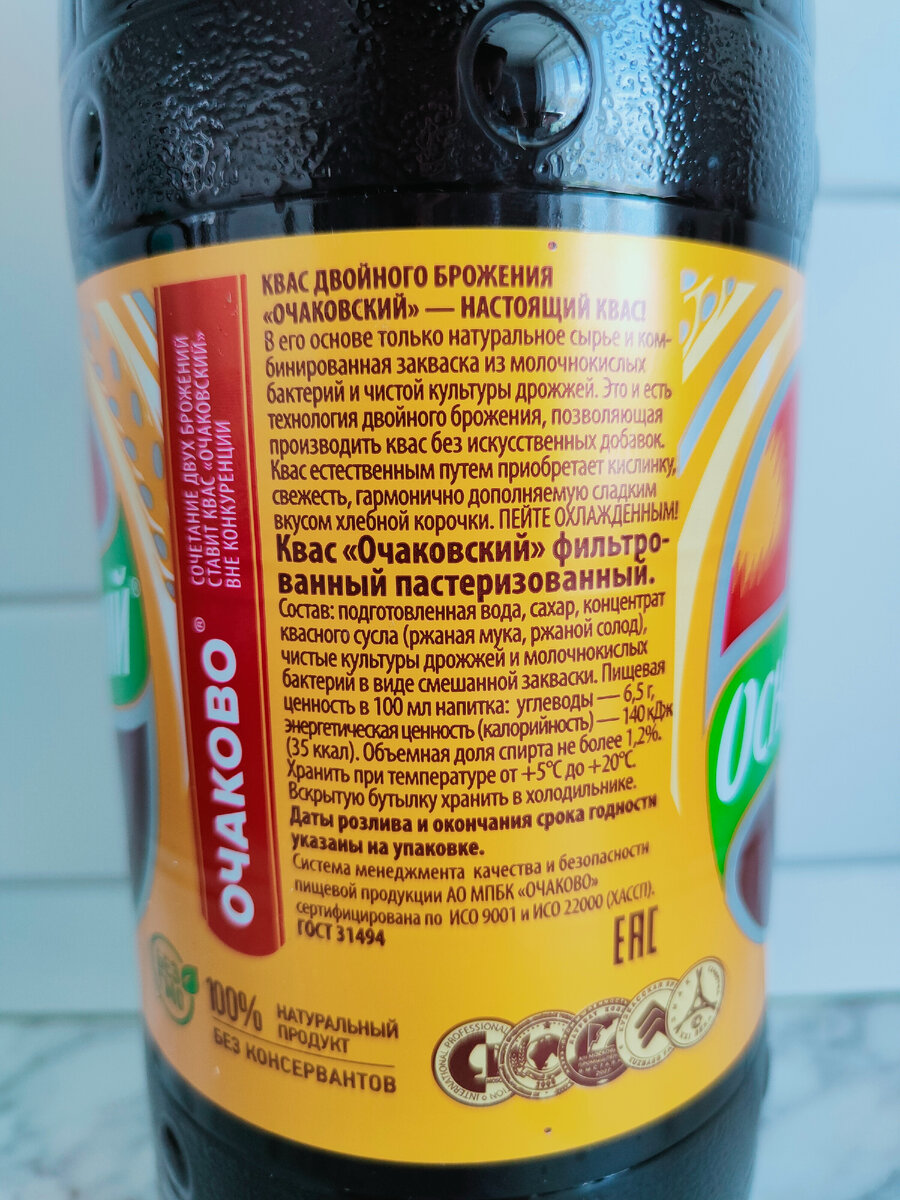 КВАС ДВОЙНОГО БРОЖЕНИЯ
«ОЧАКОВСКИЙ» — НАСТОЯЩИЙ КВАС!
В его основе только натуральное сырье и ком-
бинированная закваска из молочнокислых
бактерий и чистой культуры дрожжей. Это и есть
технология двойного брожения, позволяющая
производить квас без искусственных добавок.
Квас естественным путем приобретает кислинку,
свежесть, гармонично дополняемую сладким
вкусом хлебной корочки. ПЕЙТЕ ОХЛАЖДЕННЫМ!
Квас «Очаковский» фильтро-
ванный пастеризованный.
Состав: подготовленная вода, сахар, концентрат
квасного сусла (ржаная мука, ржаной солод),
чистые культуры дрожжей и молочнокислых
бактерий в виде смешанной закваски. Пищевая
ценность в 100 мл напитка: углеводы — 6,5 г,
энергетическая ценность (калорийность) — 140 кДж
(35 ккал). Объемная доля спирта не более 1,2%.
Хранить при температуре от +5°С до +20°С.
Вскрытую бутылку хранить в холодильнике.
Даты розлива и окончания срока годности
указаны на упаковке.
Система менеджмента качества и безопасности
пищевой продукции АО МПБК «ОЧАКОВО»
сертифицирована по ИСО 9001 и ИСО 22000 (ХАССП).
ГОСТ 31494
ЕАС
СОЧЕТАНИЕ ДВУХ БРОЖЕНИЙ
СТАВИТ КВАС «ОЧАКОВСКИЙ»
ВНЕ КОНКУРЕНЦИИ
ОЧАКОВО®
100% НАТУРАЛЬНЫЙ
ПРОДУКТ
БЕЗ КОНСЕРВАНТОВ
INTERNATIONAL PROFESSIONAL